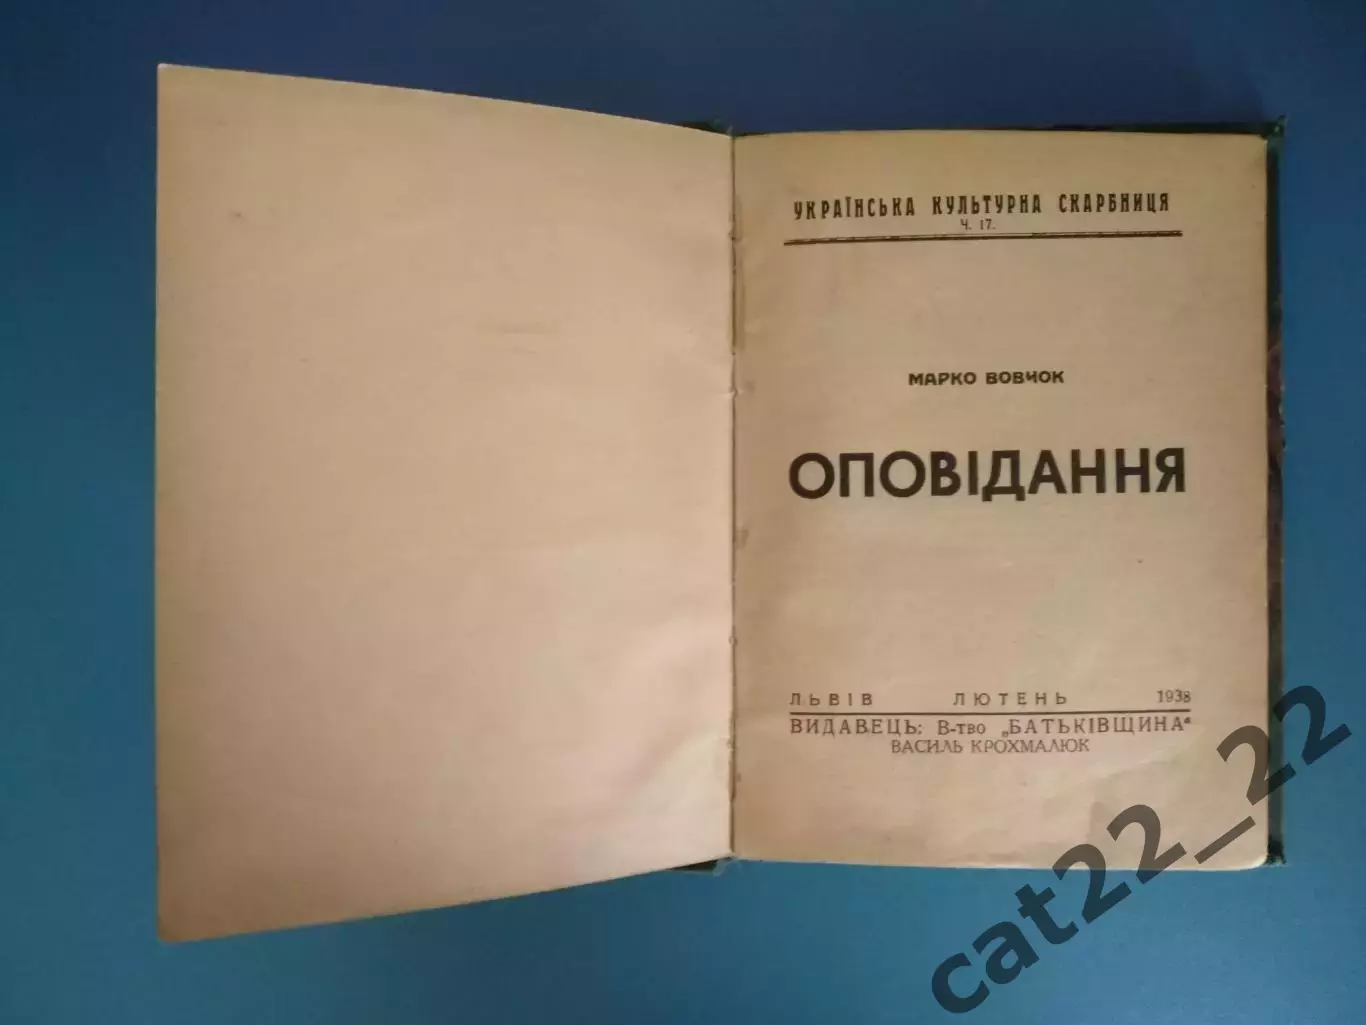 УКРАЇНСЬКА КУЛЬТУРНА СКАРБНИЦЯ
Ч. 17.
МАРКО ВОВЧОК
ОПОВІДАННЯ
ЛЬВІВ ЛЮТЕНЬ 1938
ВИДАВЕЦЬ: В-тво „БАТЬКІВЩИНА"
ВАСИЛЬ КРОХМАЛЮК
cat22_22